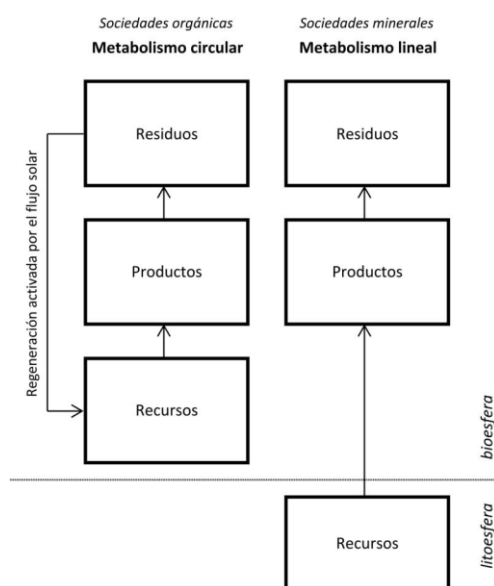 Sociedades orgánicas
Metabolismo circular
Sociedades minerales
Metabolismo lineal
Residuos
Residuos
Regeneración activada por el flujo solar
Productos
Productos
Recursos
bioesfera
Recursos
litoesfera